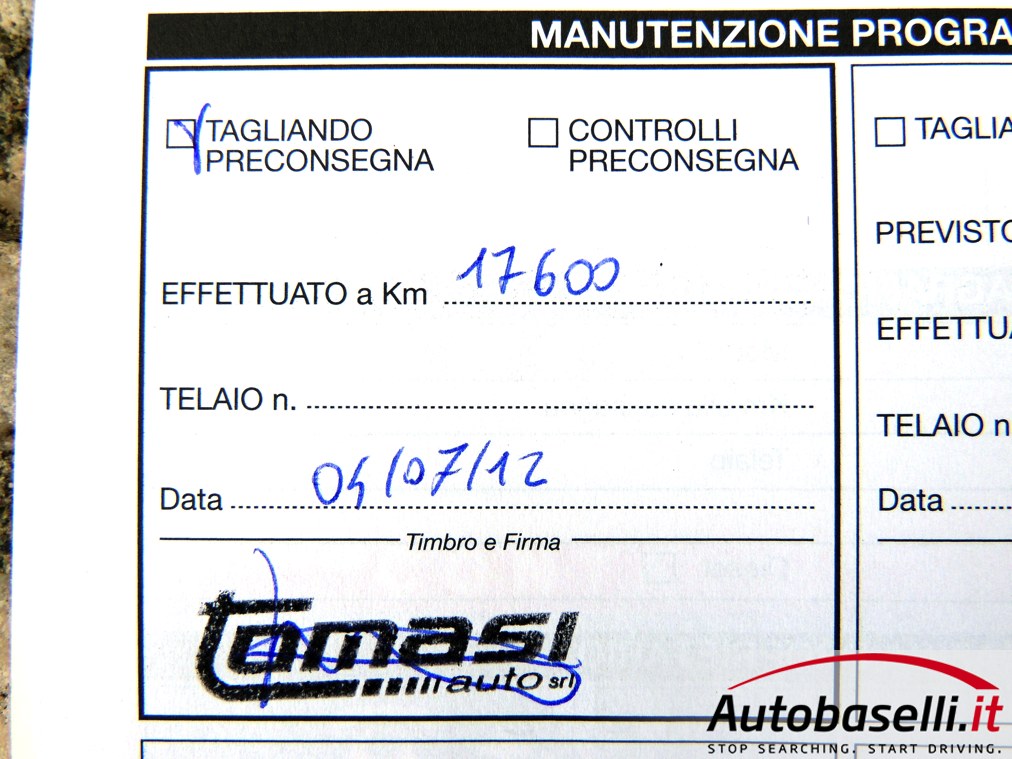 MANUTENZIONE PROGRA
TAGLIANDO
PRECONSEGNA
CONTROLLI
PRECONSEGNA
EFFETTUATO a Km 17600
TELAIO n.
Data 04/07/12
Timbro e Firma
tomasi
auto srl
TAGLIA
PREVISTO
EFFETTUA
TELAIO n
Data
Autobaselli.it
STOP SEARCHING. START DRIVING.